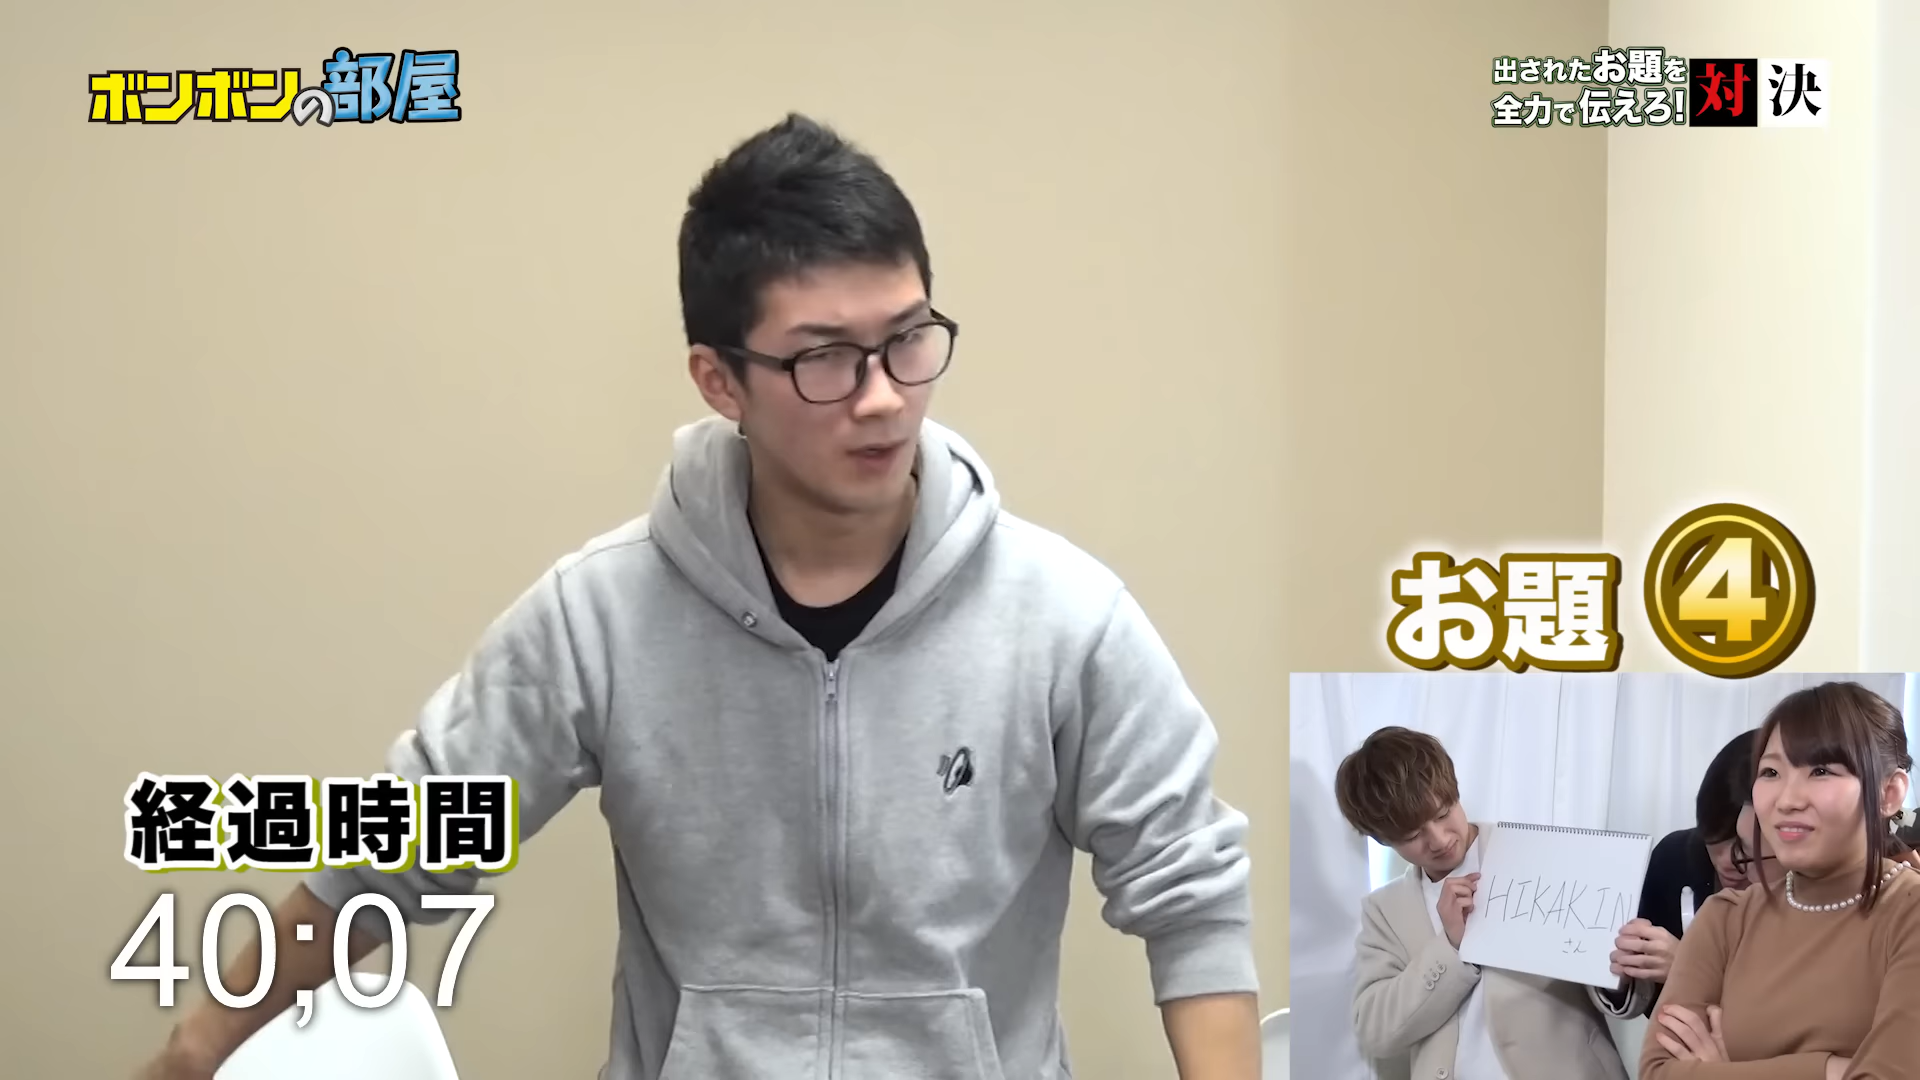 ボンボンの部屋
出されたお題を
全力で伝えろ!
対決
お題 ④
経過時間
40;07
HIKAKIN
さん